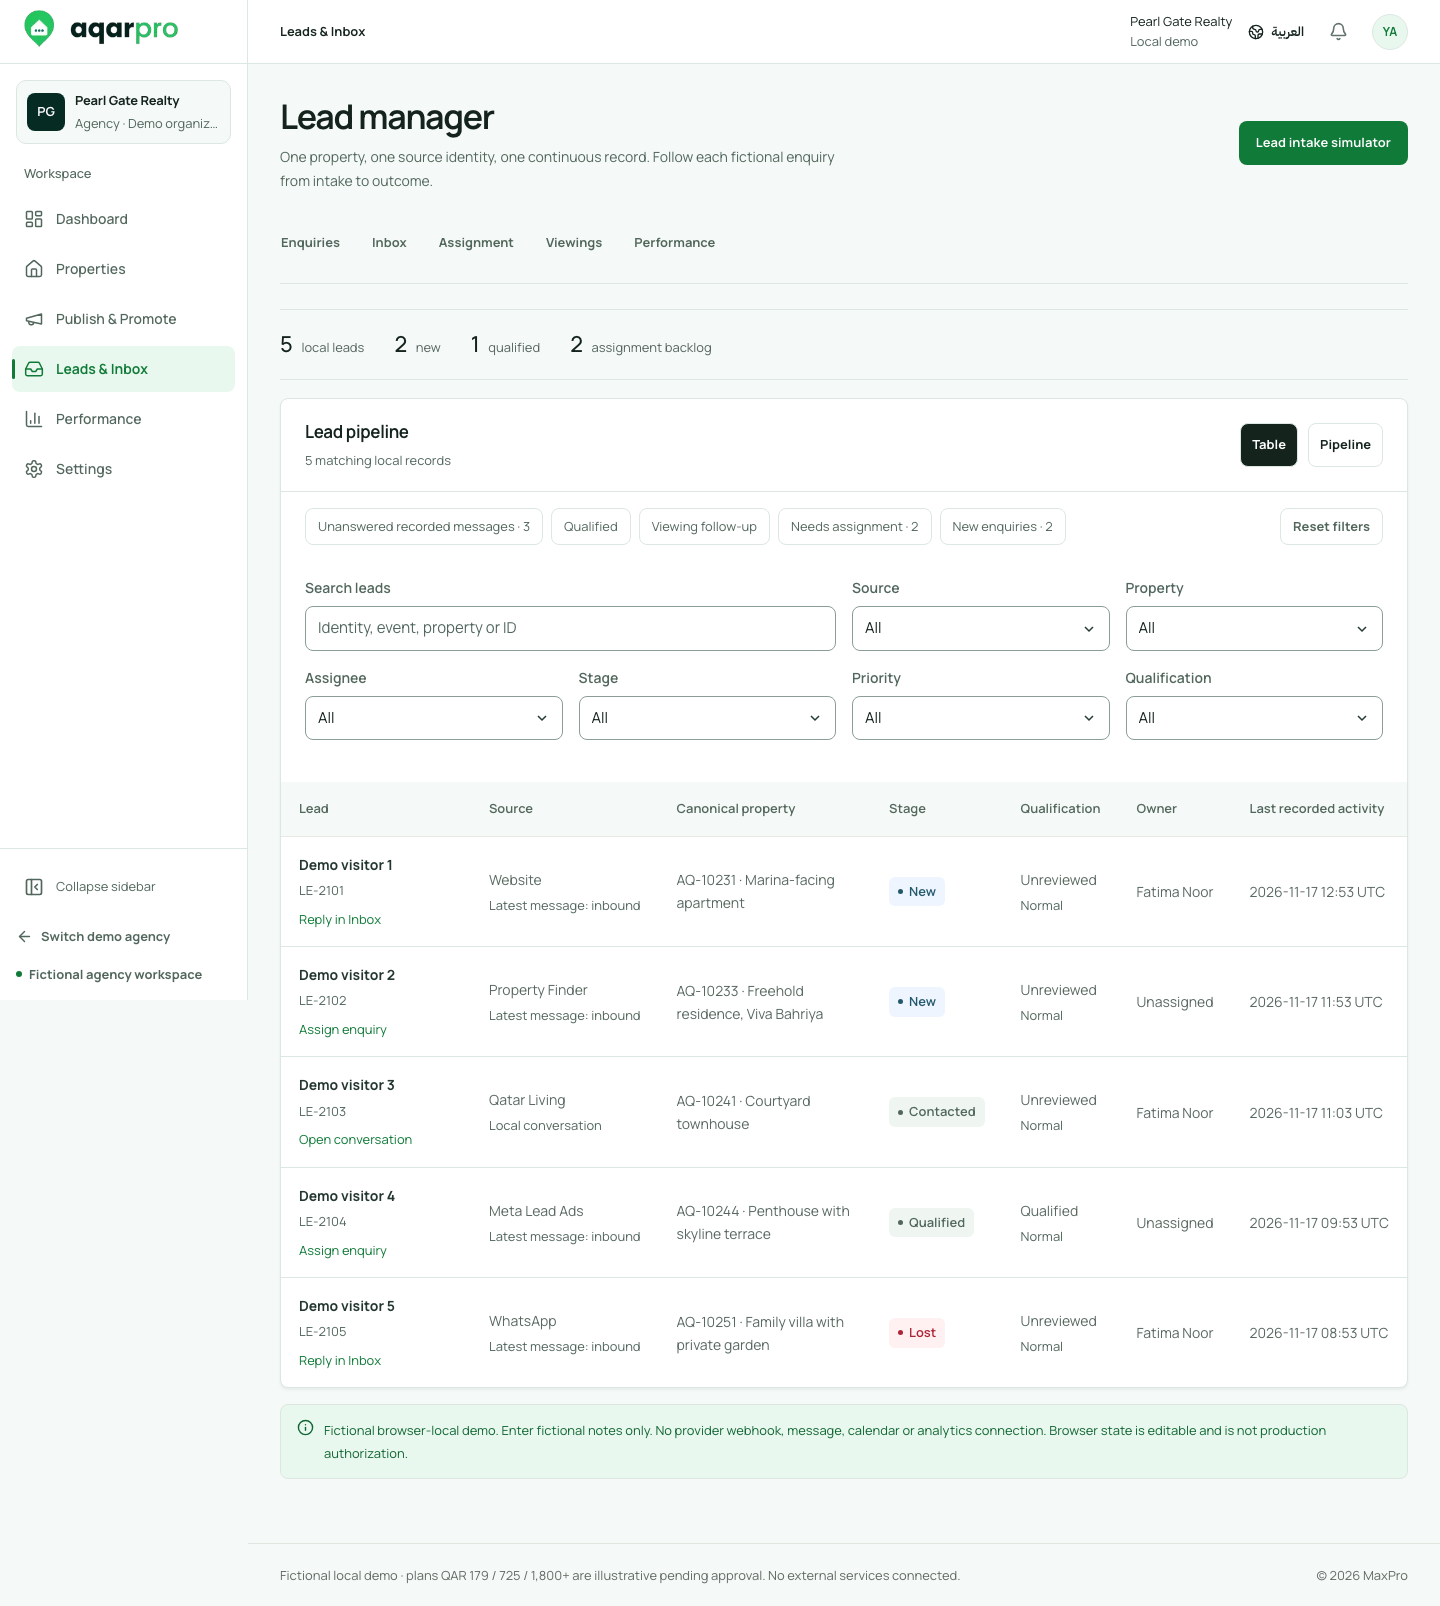 aqarpro
Leads & Inbox
Pearl Gate Realty
Local demo
العربية
YA
PG
Pearl Gate Realty
Agency · Demo organiz...
Workspace
Dashboard
Properties
Publish & Promote
Leads & Inbox
Performance
Settings
Collapse sidebar
Switch demo agency
Fictional agency workspace
Lead manager
One property, one source identity, one continuous record. Follow each fictional enquiry
from intake to outcome.
Lead intake simulator
Enquiries Inbox Assignment Viewings Performance
5 local leads 2 new 1 qualified 2 assignment backlog
Lead pipeline
5 matching local records
Table Pipeline
Unanswered recorded messages · 3 Qualified Viewing follow-up Needs assignment · 2 New enquiries · 2 Reset filters
Search leads Source Property
Identity, event, property or ID All All
Assignee Stage Priority Qualification
All All All All
Lead Source Canonical property Stage Qualification Owner Last recorded activity
Demo visitor 1
LE-2101
Reply in Inbox
Website
Latest message: inbound
AQ-10231 · Marina-facing
apartment
New
Unreviewed
Normal
Fatima Noor
2026-11-17 12:53 UTC
Demo visitor 2
LE-2102
Assign enquiry
Property Finder
Latest message: inbound
AQ-10233 · Freehold
residence, Viva Bahriya
New
Unreviewed
Normal
Unassigned
2026-11-17 11:53 UTC
Demo visitor 3
LE-2103
Open conversation
Qatar Living
Local conversation
AQ-10241 · Courtyard
townhouse
Contacted
Unreviewed
Normal
Fatima Noor
2026-11-17 11:03 UTC
Demo visitor 4
LE-2104
Assign enquiry
Meta Lead Ads
Latest message: inbound
AQ-10244 · Penthouse with
skyline terrace
Qualified
Qualified
Normal
Unassigned
2026-11-17 09:53 UTC
Demo visitor 5
LE-2105
Reply in Inbox
WhatsApp
Latest message: inbound
AQ-10251 · Family villa with
private garden
Lost
Unreviewed
Normal
Fatima Noor
2026-11-17 08:53 UTC
Fictional browser-local demo. Enter fictional notes only. No provider webhook, message, calendar or analytics connection. Browser state is editable and is not production
authorization.
Fictional local demo · plans QAR 179 / 725 / 1,800+ are illustrative pending approval. No external services connected.
© 2026 MaxPro